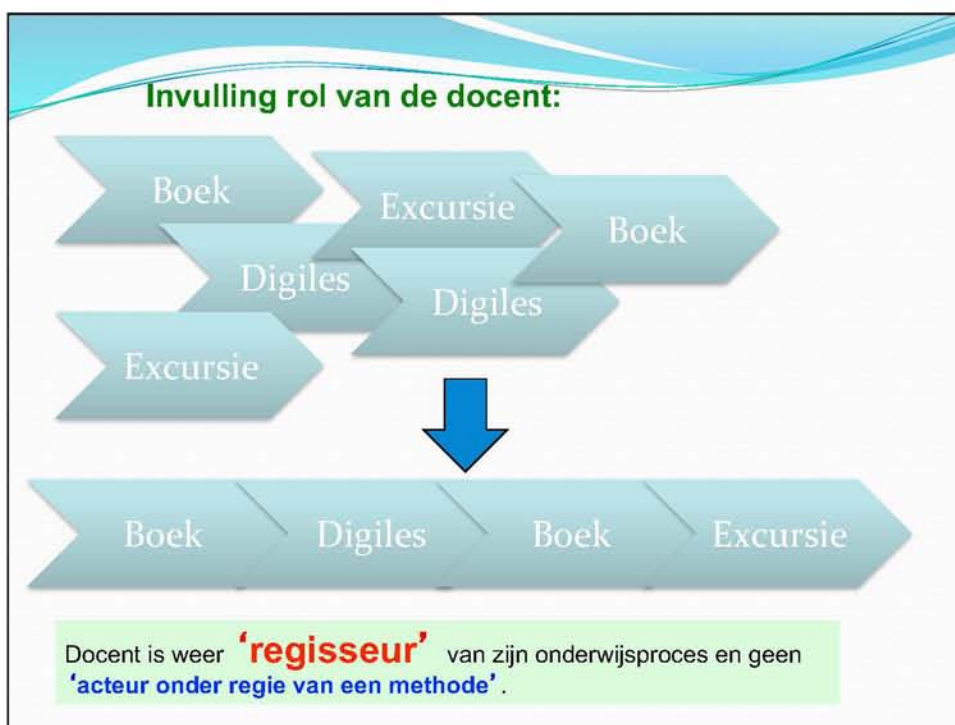 Invulling rol van de docent:
Boek
Excursie
Boek
Digiles
Digiles
Excursie
Boek
Digiles
Boek
Excursie
Docent is weer ‘regisseur’ van zijn onderwijsproces en geen
‘acteur onder regie van een methode’.